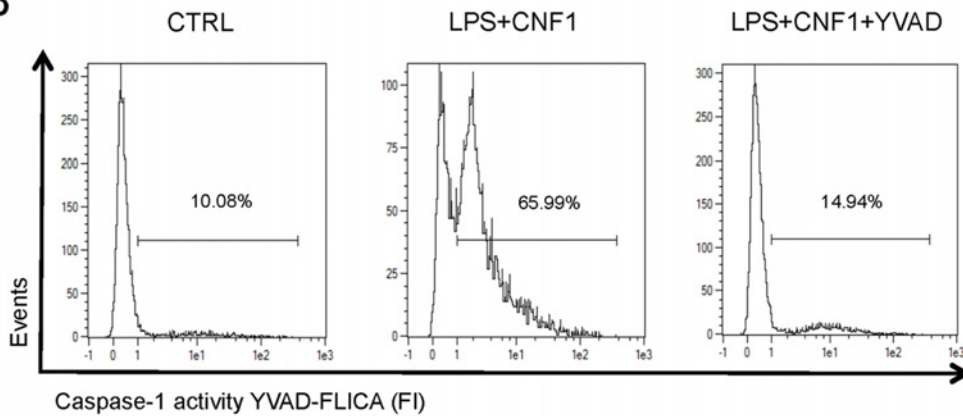 CTRL
LPS+CNF1
LPS+CNF1+YVAD
300
250
200
150
100
50
0
10.08%
-1 0 1 1e1 1e2 1e3
100
75
50
25
0
65.99%
-1 0 1 1e1 1e2 1e3
300
250
200
150
100
50
0
14.94%
-1 0 1 1e1 1e2 1e3
Events
Caspase-1 activity YVAD-FLICA (FI)